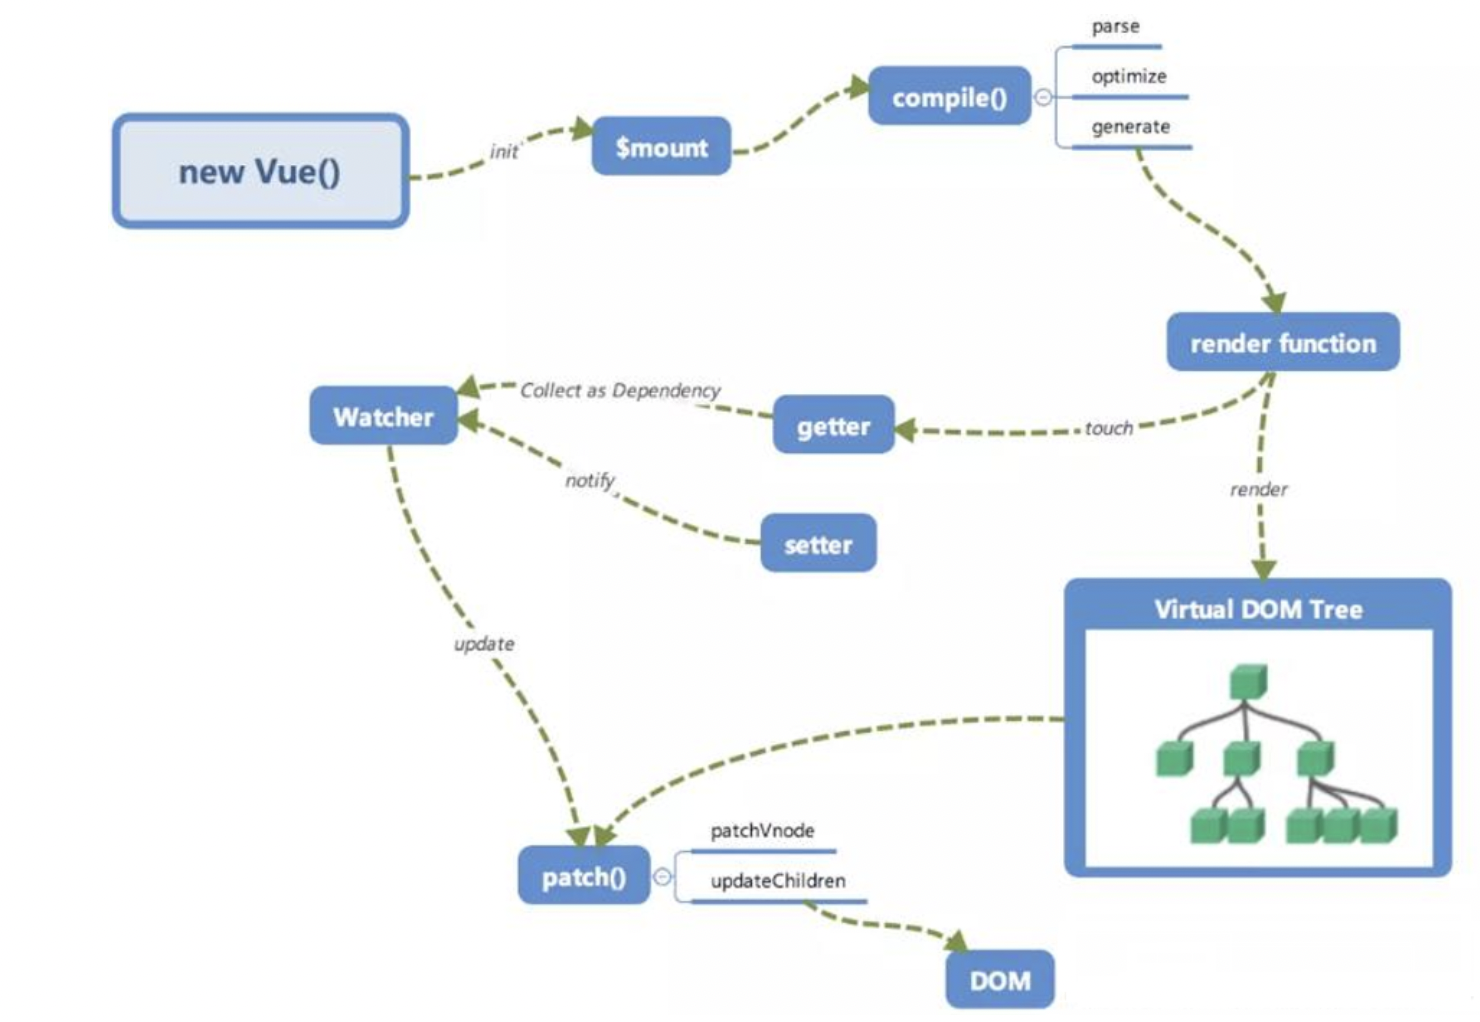 parse
compile()
optimize
generate
new Vue()
init
$mount
render function
Watcher
Collect as Dependency
getter
touch
notify
render
setter
Virtual DOM Tree
update
patchVnode
patch()
updateChildren
DOM